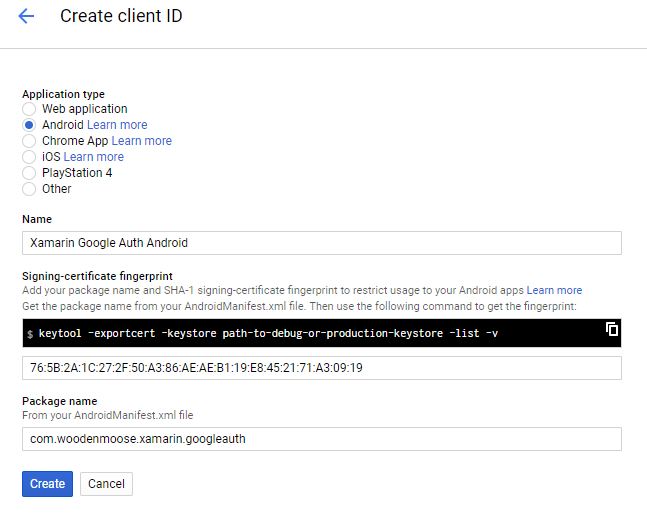 Create client ID
Application type
Web application
Android Learn more
Chrome App Learn more
iOS Learn more
PlayStation 4
Other
Name
Xamarin Google Auth Android
Signing-certificate fingerprint
Add your package name and SHA-1 signing-certificate fingerprint to restrict usage to your Android apps Learn more
Get the package name from your AndroidManifest.xml file. Then use the following command to get the fingerprint:
$ keytool -exportcert -keystore path-to-debug-or-production-keystore -list -v
76:5B:2A:1C:27:2F:50:A3:86:AE:AE:B1:19:E8:45:21:71:A3:09:19
Package name
From your AndroidManifest.xml file
com.woodenmoose.xamarin.googleauth
Create Cancel